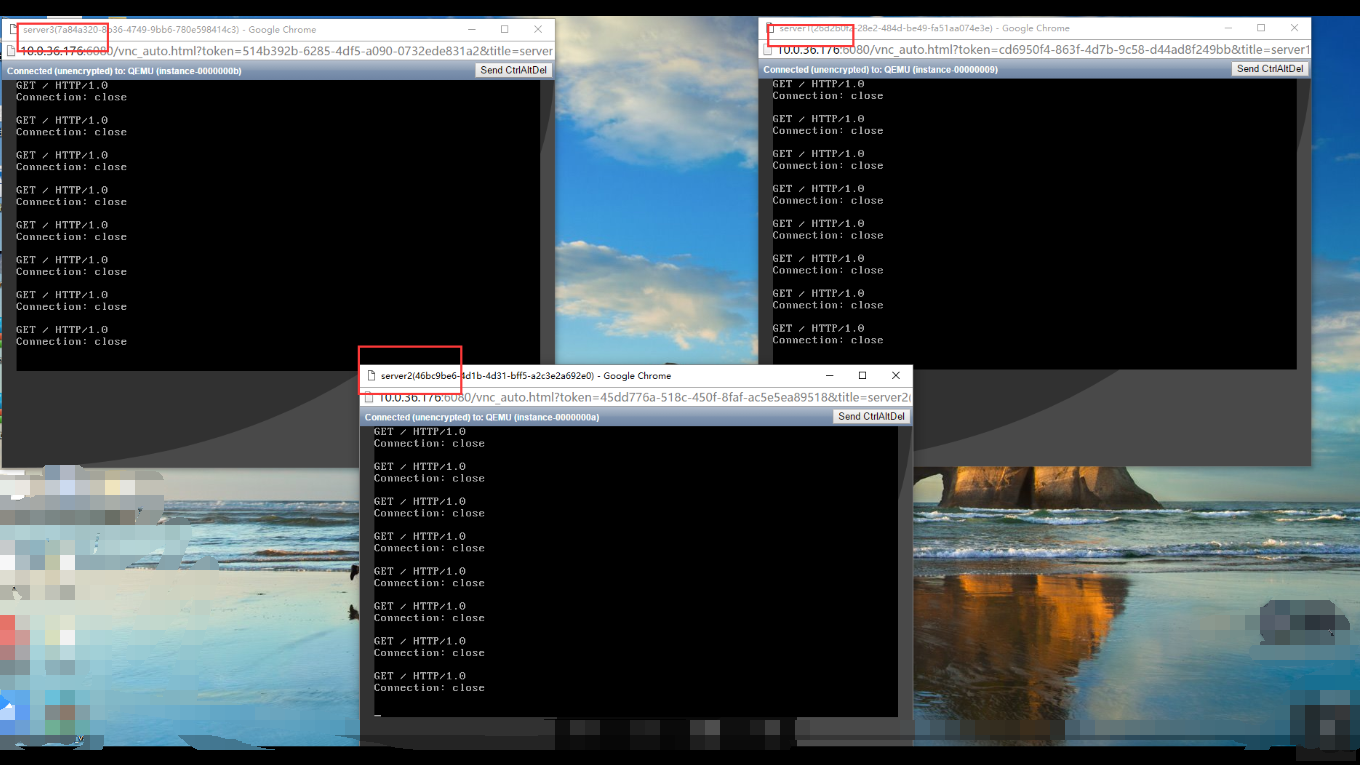 server3(7a84a320-8b36-4749-9bb6-780e598414c3) - Google Chrome
10.0.36.176:6080/vnc_auto.html?token=514b392b-6285-4df5-a090-0732ede831a2&title=server
Connected (unencrypted) to: QEMU (instance-0000000b)
Send CtrlAltDel
GET / HTTP/1.0
Connection: close
GET / HTTP/1.0
Connection: close
GET / HTTP/1.0
Connection: close
GET / HTTP/1.0
Connection: close
GET / HTTP/1.0
Connection: close
GET / HTTP/1.0
Connection: close
GET / HTTP/1.0
Connection: close
GET / HTTP/1.0
Connection: close
server1(26d2b0f2-28e2-484d-be49-fa51aa074e3e) - Google Chrome
10.0.36.176:6080/vnc_auto.html?token=cd6950f4-863f-4d7b-9c58-d44ad8f249bb&title=server1
Connected (unencrypted) to: QEMU (instance-00000009)
Send CtrlAltDel
GET / HTTP/1.0
Connection: close
GET / HTTP/1.0
Connection: close
GET / HTTP/1.0
Connection: close
GET / HTTP/1.0
Connection: close
GET / HTTP/1.0
Connection: close
GET / HTTP/1.0
Connection: close
GET / HTTP/1.0
Connection: close
GET / HTTP/1.0
Connection: close
server2(46bc9be6-4d1b-4d31-bff5-a2c3e2a692e0) - Google Chrome
10.0.36.176:6080/vnc_auto.html?token=45dd776a-518c-450f-8faf-ac5e5ea89518&title=server2(
Connected (unencrypted) to: QEMU (instance-0000000a)
Send CtrlAltDel
GET / HTTP/1.0
Connection: close
GET / HTTP/1.0
Connection: close
GET / HTTP/1.0
Connection: close
GET / HTTP/1.0
Connection: close
GET / HTTP/1.0
Connection: close
GET / HTTP/1.0
Connection: close
GET / HTTP/1.0
Connection: close
GET / HTTP/1.0
Connection: close